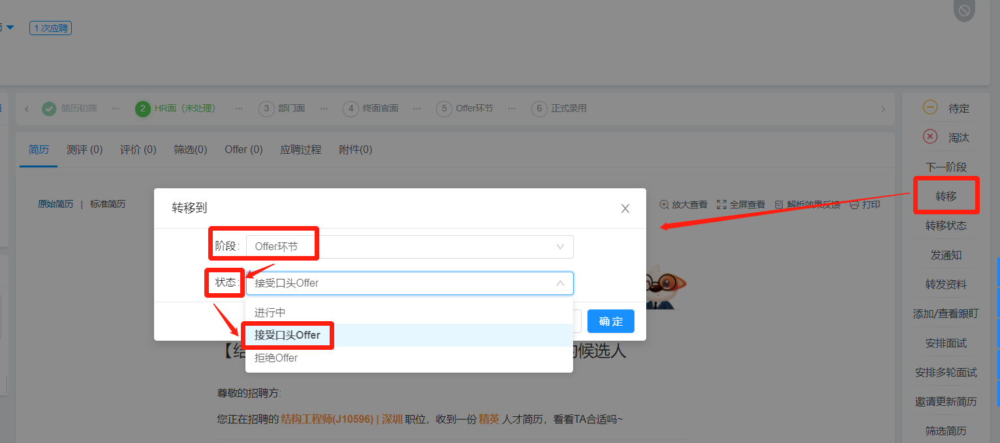 1 次应聘
简历初筛 ··· 2 HR面（未处理） ··· 3 部门面 ··· 4 终面官面 ··· 5 Offer环节 ··· 6 正式录用
简历 测评 (0) 评价 (0) 筛选(0) Offer (0) 应聘过程 附件(0)
原始简历 | 标准简历
放大查看 全屏查看 解析效果反馈 打印
转移到
阶段: Offer环节
状态: 接受口头Offer
进行中
接受口头Offer
拒绝Offer
确 定
候选人
尊敬的招聘方:
您正在招聘的 结构工程师(J10596) | 深圳 职位，收到一份 精英 人才简历，看看TA合适吗~
待定
淘汰
下一阶段
转移
转移状态
发通知
转发资料
添加/查看跟盯
安排面试
安排多轮面试
邀请更新简历
筛选简历